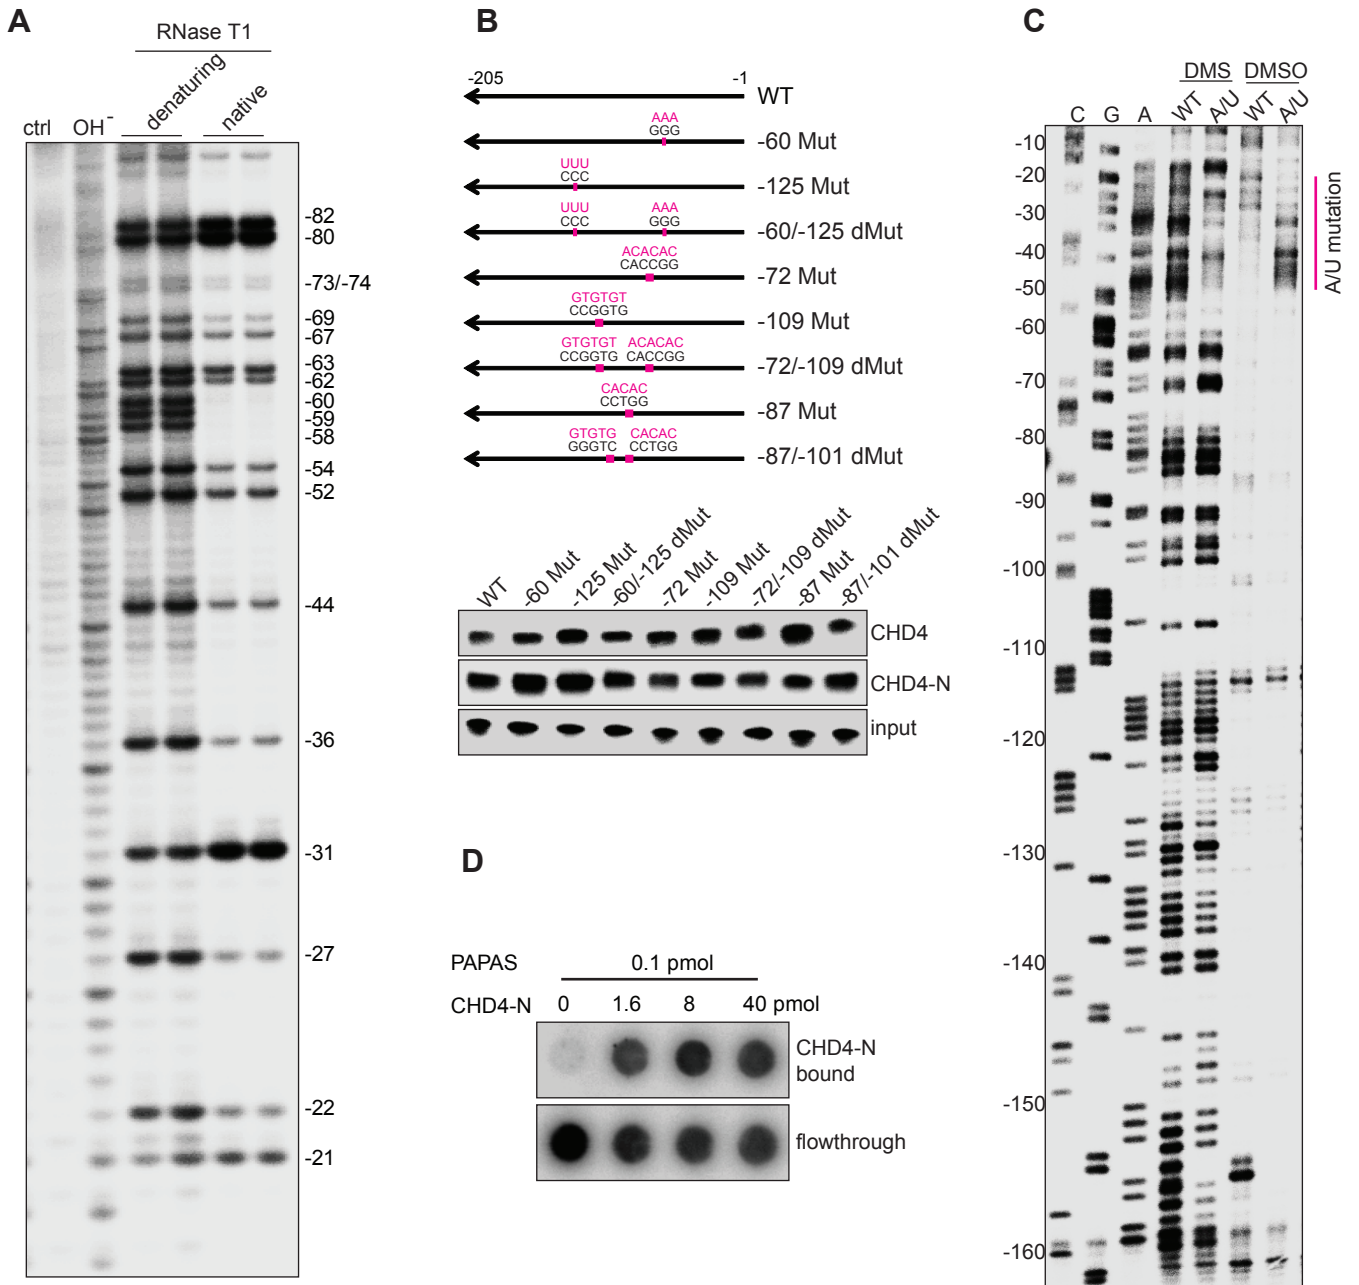 A
RNase T1
denaturing
native
ctrl
OH⁻
-82
-80
-73/-74
-69
-67
-63
-62
-60
-59
-58
-54
-52
-44
-36
-31
-27
-22
-21
B
-205
-1
WT
AAA
GGG
-60 Mut
UUU
CCC
-125 Mut
UUU AAA
CCC GGG
-60/-125 dMut
ACACAC
CACCGG
-72 Mut
GTGTGT
CCGGTG
-109 Mut
GTGTGT ACACAC
CCGGTG CACCGG
-72/-109 dMut
CACAC
CCTGG
-87 Mut
GTGTG CACAC
GGGTC CCTGG
-87/-101 dMut
WT
-60 Mut
-125 Mut
-60/-125 dMut
-72 Mut
-109 Mut
-72/-109 dMut
-87 Mut
-87/-101 dMut
CHD4
CHD4-N
input
C
DMS DMSO
C G A WT A/U WT A/U
-10
-20
-30
-40
-50
-60
-70
-80
-90
-100
-110
-120
-130
-140
-150
-160
A/U mutation
D
PAPAS 0.1 pmol
CHD4-N 0 1.6 8 40 pmol
CHD4-N
bound
flowthrough